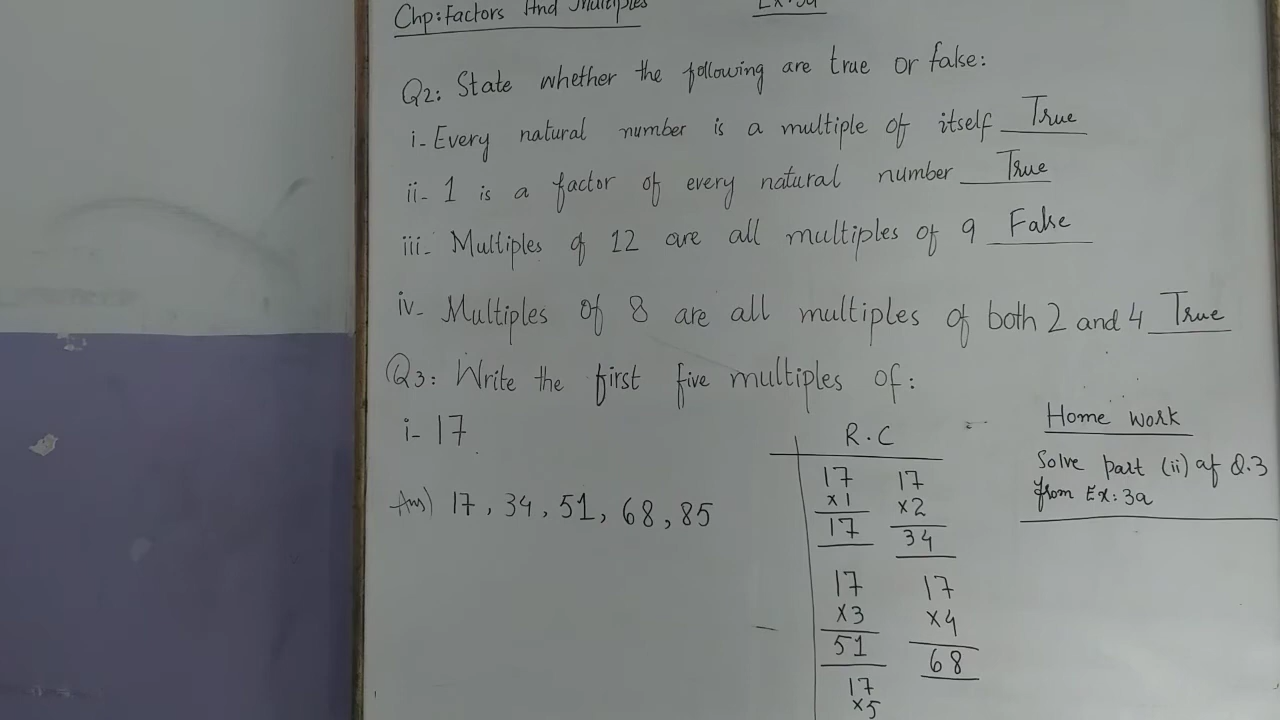 Chp: Factors And Multiples
Ex: 3a
Q2: State whether the following are true or false:
i- Every natural number is a multiple of itself True
ii- 1 is a factor of every natural number True
iii- Multiples of 12 are all multiples of 9 False
iv- Multiples of 8 are all multiples of both 2 and 4 True
Q3: Write the first five multiples of:
i- 17
Ans) 17, 34, 51, 68, 85
R.C
17 17
x1 x2
17 34
17 17
x3 x4
51 68
17
x5
Home work
Solve part (ii) of Q.3
from Ex: 3a